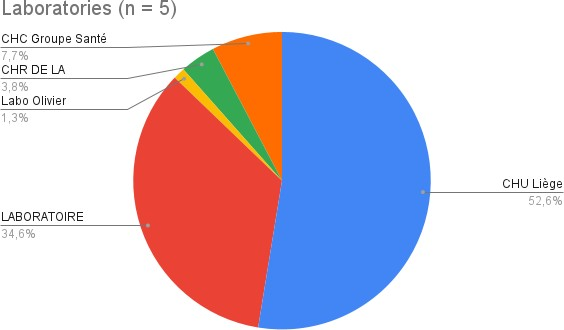 Laboratories (n = 5)
CHC Groupe Santé
7,7%
CHR DE LA
3,8%
Labo Olivier
1,3%
LABORATOIRE
34,6%
CHU Liège
52,6%